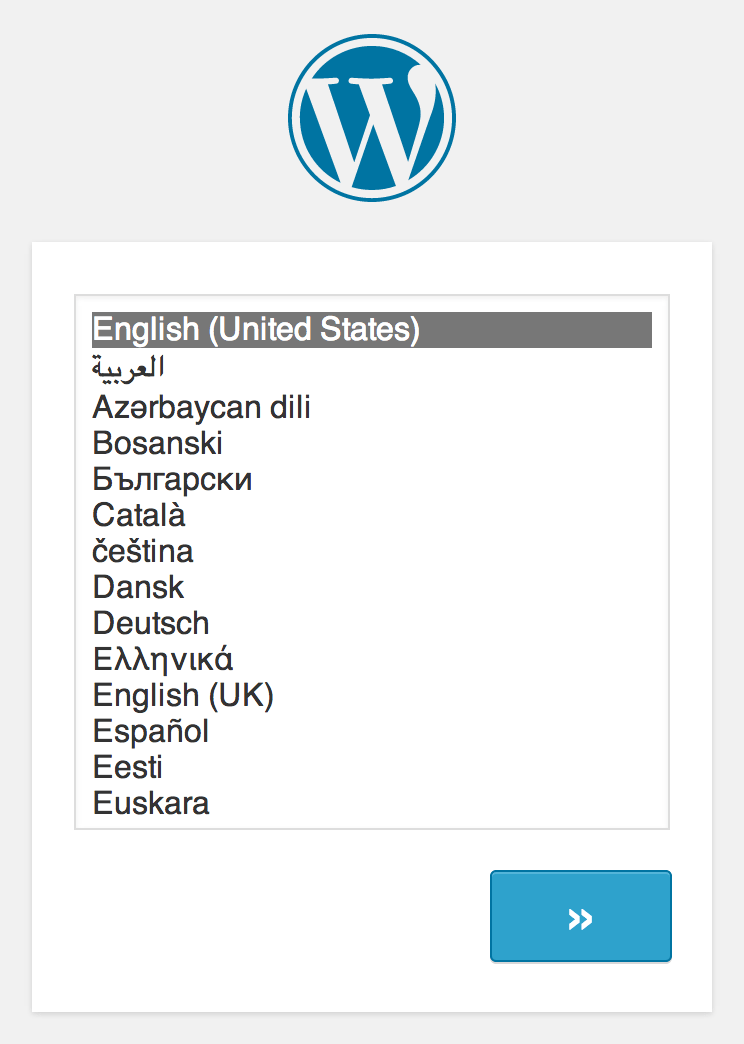 W
English (United States)
العربية
Azərbaycan dili
Bosanski
Български
Català
čeština
Dansk
Deutsch
Ελληνικά
English (UK)
Español
Eesti
Euskara
»